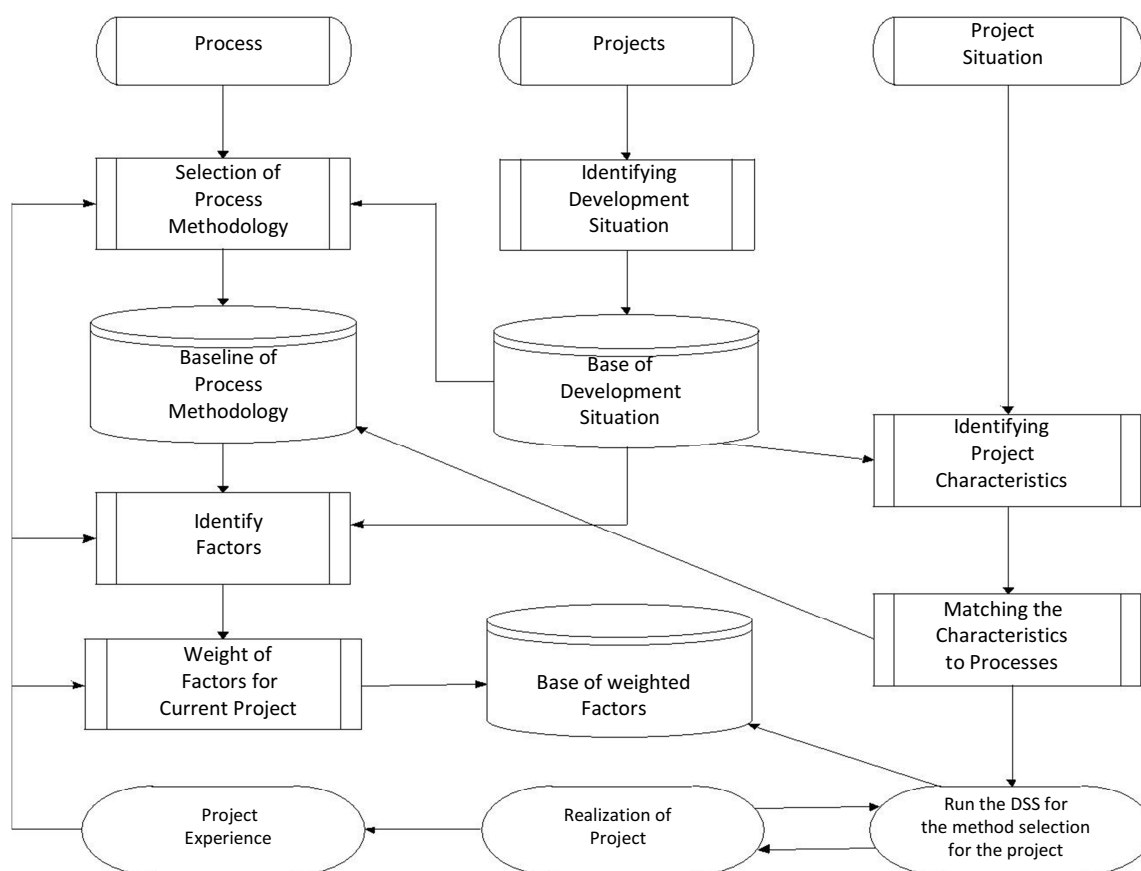 Process
Projects
Project
Situation
Selection of
Process
Methodology
Identifying
Development
Situation
Baseline of
Process
Methodology
Base of
Development
Situation
Identifying
Project
Characteristics
Identify
Factors
Matching the
Characteristics
to Processes
Weight of
Factors for
Current Project
Base of weighted
Factors
Project
Experience
Realization of
Project
Run the DSS for
the method selection
for the project